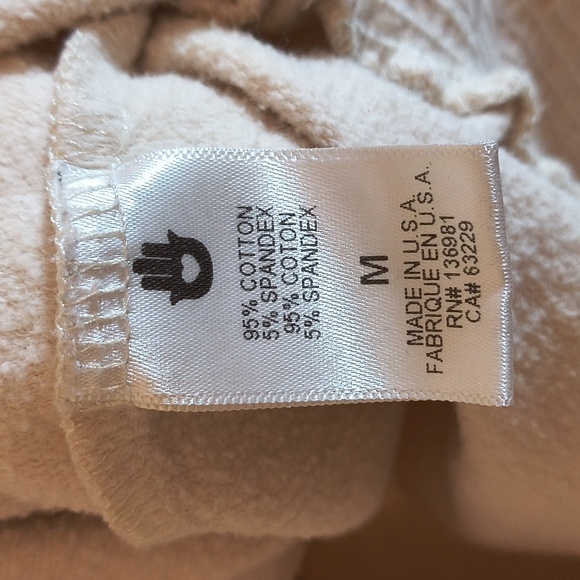 95% COTTON
5% SPANDEX
95% COTON
5% SPANDEX
M
MADE IN U.S.A.
FABRIQUE EN U.S.A.
RN# 136981
CA# 63229